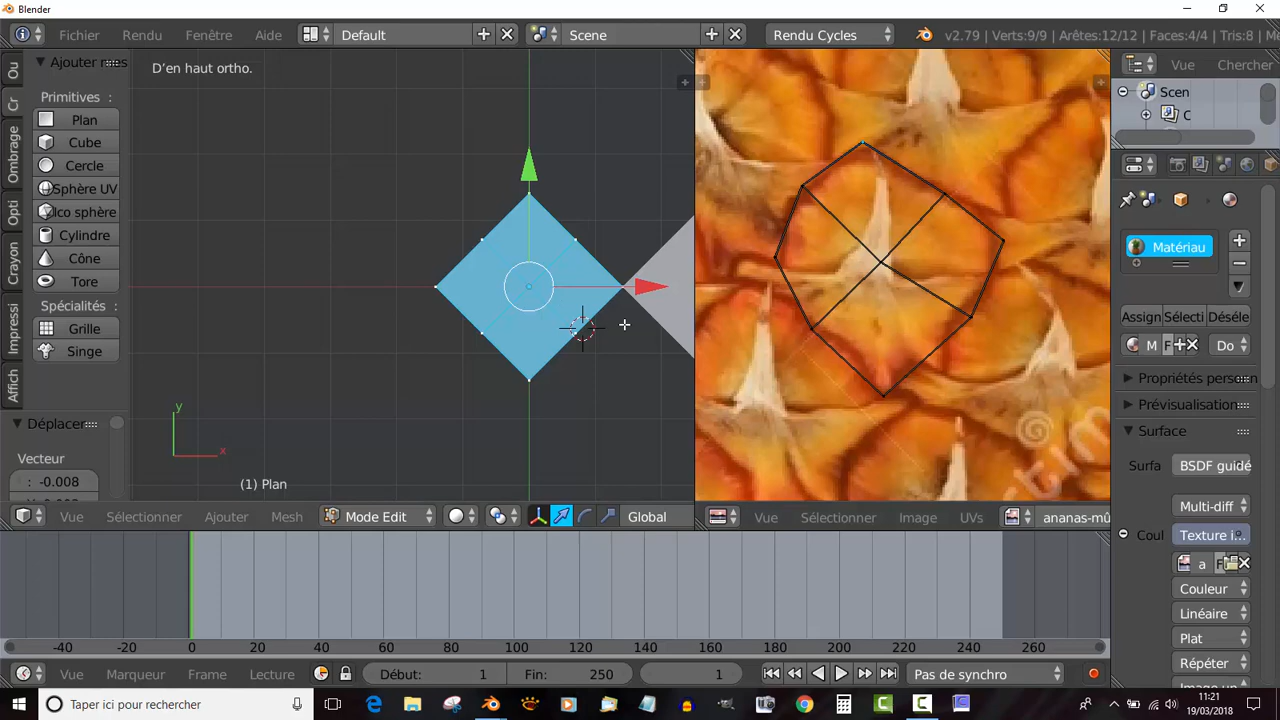 Blender
Fichier Rendu Fenêtre Aide Default Scene Rendu Cycles v2.79 | Verts:9/9 | Arêtes:12/12 | Faces:4/4 | Tris:8 | M
Ou
Cr
Ombrage
Opti
Crayon
Impressi
Affich
Ajouter
Primitives :
Plan
Cube
Cercle
Sphère UV
Ico sphère
Cylindre
Cône
Tore
Spécialités :
Grille
Singe
Déplacer
Vecteur
: -0.008
D'en haut ortho.
y
x
(1) Plan
Vue Sélectionner Ajouter Mesh Mode Edit Global
Vue Sélectionner Image UVs ananas-mû
Vue Chercher
Scen
C
Matériau
Assign Sélecti Déséle
M F Do
Propriétés person
Prévisualisation
Surface
Surfa BSDF guidé
Multi-diff
Coul Texture i...
a F
Couleur
Linéaire
Plat
Répéter
-40 -20 0 20 40 60 80 100 120 140 160 180 200 220 240 260
Vue Marqueur Frame Lecture Début: 1 Fin: 250 1 Pas de synchro
Taper ici pour rechercher
11:21
19/03/2018